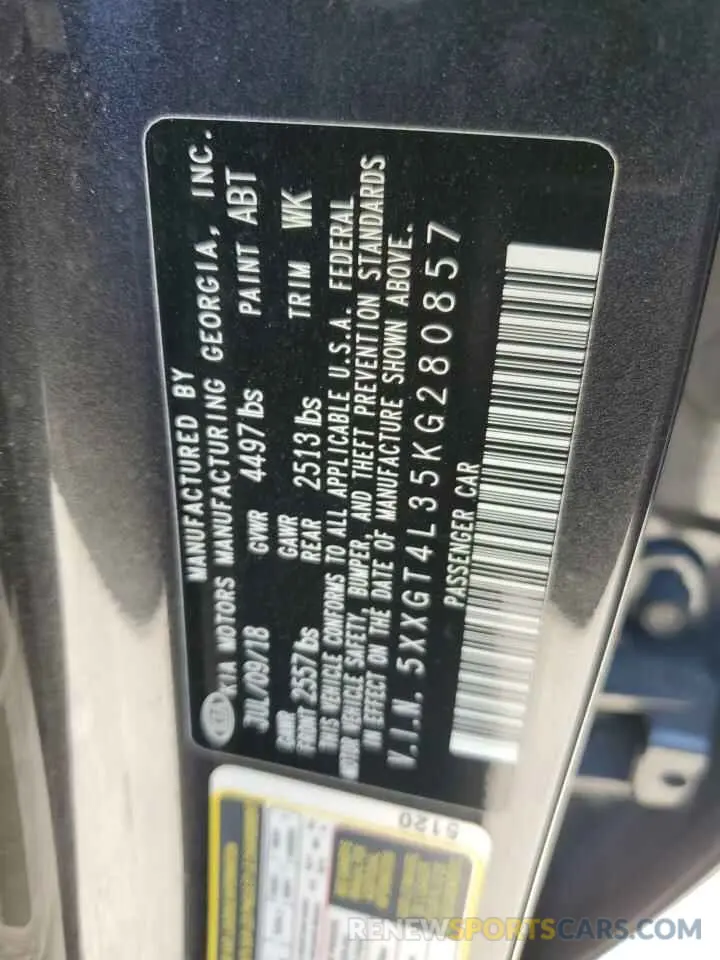 MANUFACTURED BY
KIA MOTORS MANUFACTURING GEORGIA, INC.
JUL/09/18 GVWR 4497 lbs PAINT ABT
GAWR FRONT 2557 lbs GAWR REAR 2513 lbs TRIM WK
THIS VEHICLE CONFORMS TO ALL APPLICABLE U.S.A. FEDERAL
MOTOR VEHICLE SAFETY, BUMPER, AND THEFT PREVENTION STANDARDS
IN EFFECT ON THE DATE OF MANUFACTURE SHOWN ABOVE.
V.I.N. 5XXGT4L35KG280857
PASSENGER CAR
5120
RENEWSPORTSCARS.COM